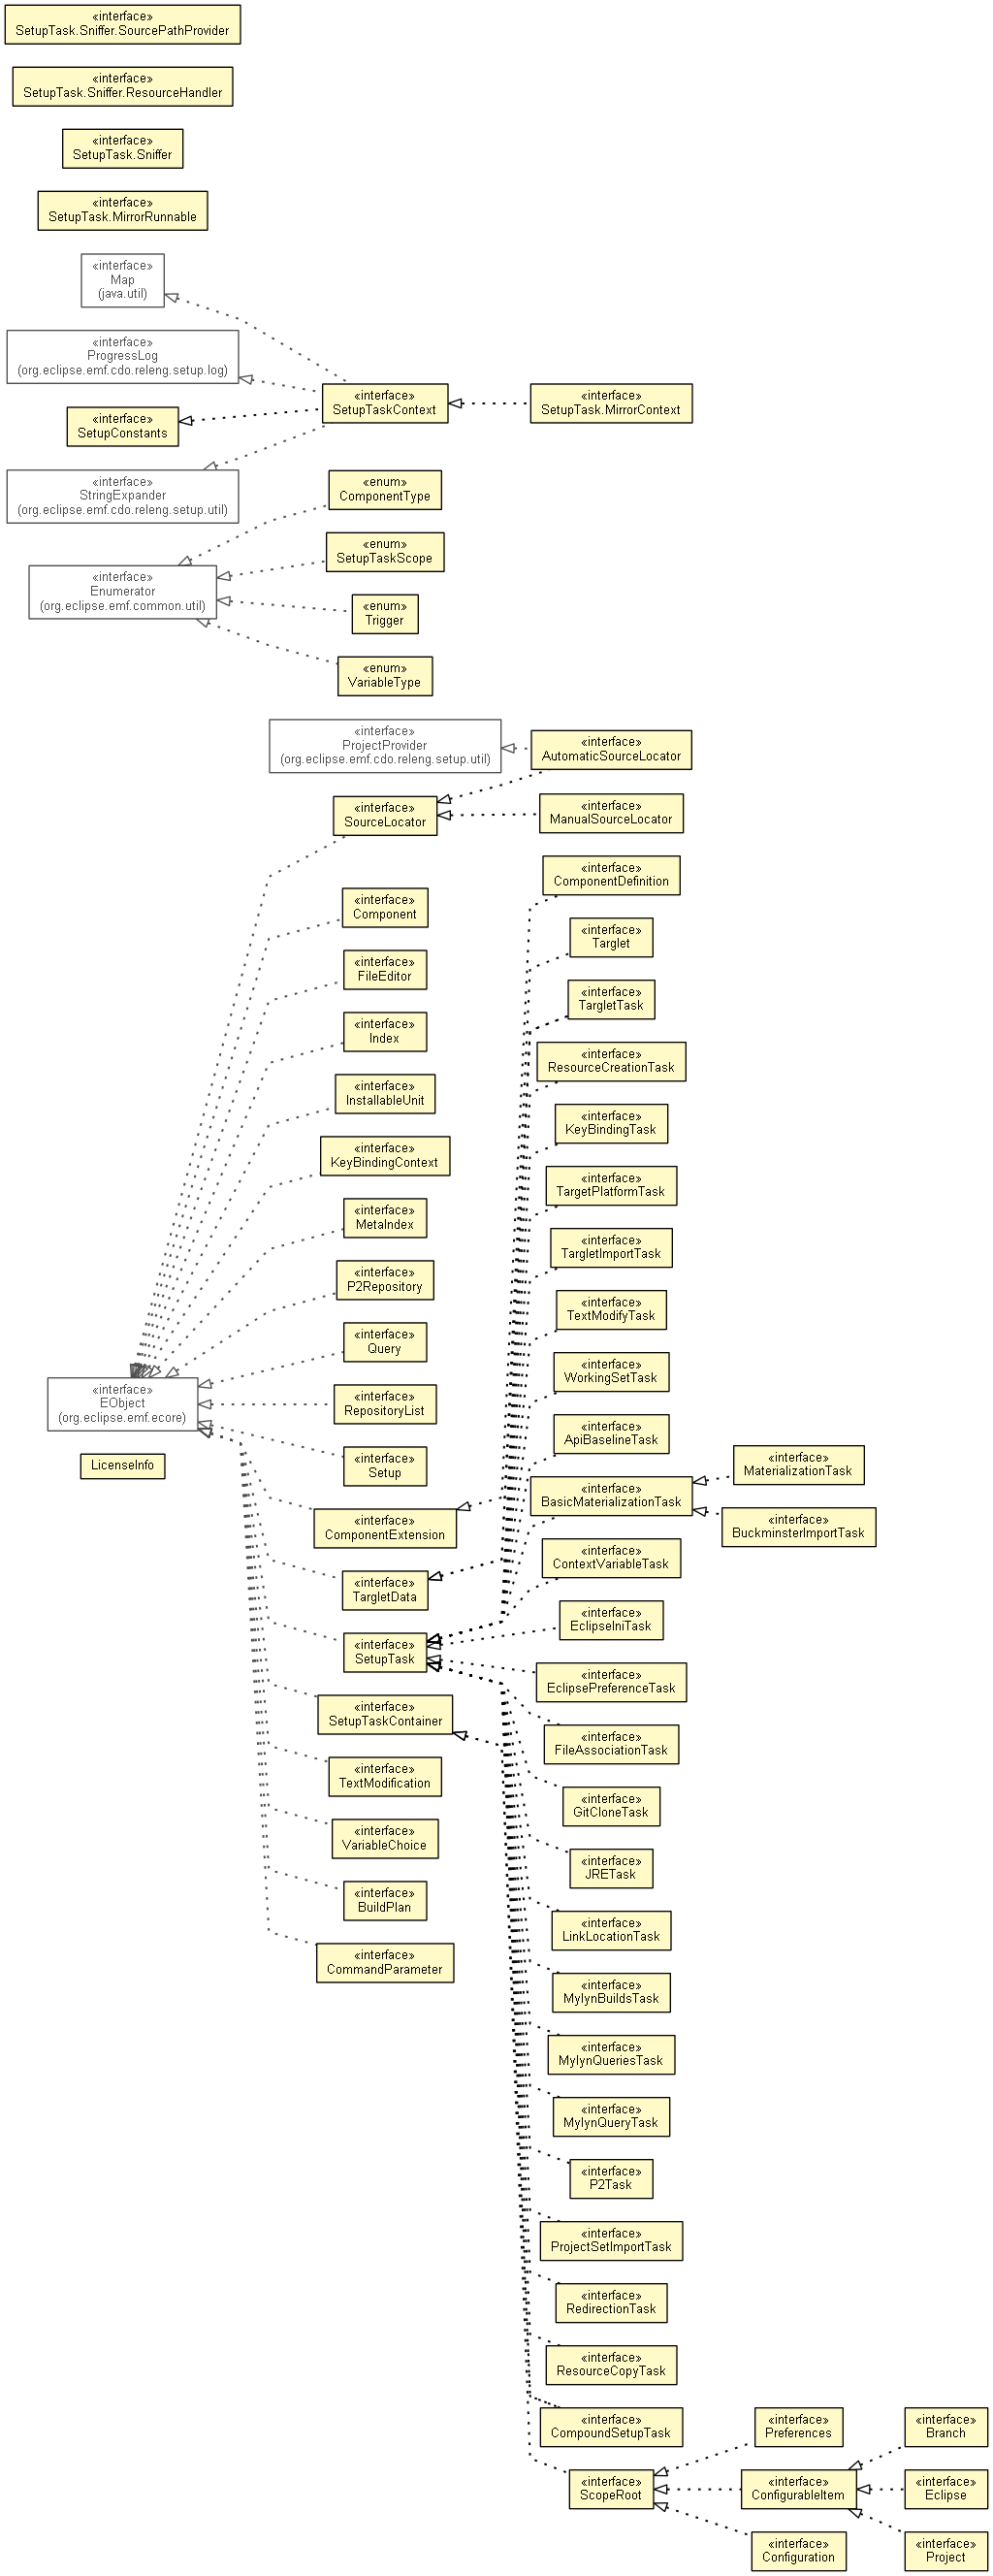 «interface»
SetupTask.Sniffer.SourcePathProvider
«interface»
SetupTask.Sniffer.ResourceHandler
«interface»
SetupTask.Sniffer
«interface»
SetupTask.MirrorRunnable
«interface»
Map
(java.util)
«interface»
ProgressLog
(org.eclipse.emf.cdo.releng.setup.log)
«interface»
SetupTaskContext
«interface»
SetupTask.MirrorContext
«interface»
SetupConstants
«interface»
StringExpander
(org.eclipse.emf.cdo.releng.setup.util)
«enum»
ComponentType
«enum»
SetupTaskScope
«interface»
Enumerator
(org.eclipse.emf.common.util)
«enum»
Trigger
«enum»
VariableType
«interface»
ProjectProvider
(org.eclipse.emf.cdo.releng.setup.util)
«interface»
AutomaticSourceLocator
«interface»
SourceLocator
«interface»
ManualSourceLocator
«interface»
ComponentDefinition
«interface»
Component
«interface»
Targlet
«interface»
FileEditor
«interface»
TargletTask
«interface»
Index
«interface»
ResourceCreationTask
«interface»
InstallableUnit
«interface»
KeyBindingTask
«interface»
KeyBindingContext
«interface»
TargetPlatformTask
«interface»
MetaIndex
«interface»
TargletImportTask
«interface»
P2Repository
«interface»
TextModifyTask
«interface»
Query
«interface»
WorkingSetTask
«interface»
EObject
(org.eclipse.emf.ecore)
«interface»
RepositoryList
«interface»
ApiBaselineTask
LicenseInfo
«interface»
Setup
«interface»
BasicMaterializationTask
«interface»
MaterializationTask
«interface»
ComponentExtension
«interface»
BuckminsterImportTask
«interface»
ContextVariableTask
«interface»
TargletData
«interface»
EclipseIniTask
«interface»
SetupTask
«interface»
EclipsePreferenceTask
«interface»
SetupTaskContainer
«interface»
FileAssociationTask
«interface»
TextModification
«interface»
GitCloneTask
«interface»
VariableChoice
«interface»
JRETask
«interface»
BuildPlan
«interface»
LinkLocationTask
«interface»
CommandParameter
«interface»
MylynBuildsTask
«interface»
MylynQueriesTask
«interface»
MylynQueryTask
«interface»
P2Task
«interface»
ProjectSetImportTask
«interface»
RedirectionTask
«interface»
ResourceCopyTask
«interface»
CompoundSetupTask
«interface»
Preferences
«interface»
Branch
«interface»
ScopeRoot
«interface»
ConfigurableItem
«interface»
Eclipse
«interface»
Configuration
«interface»
Project